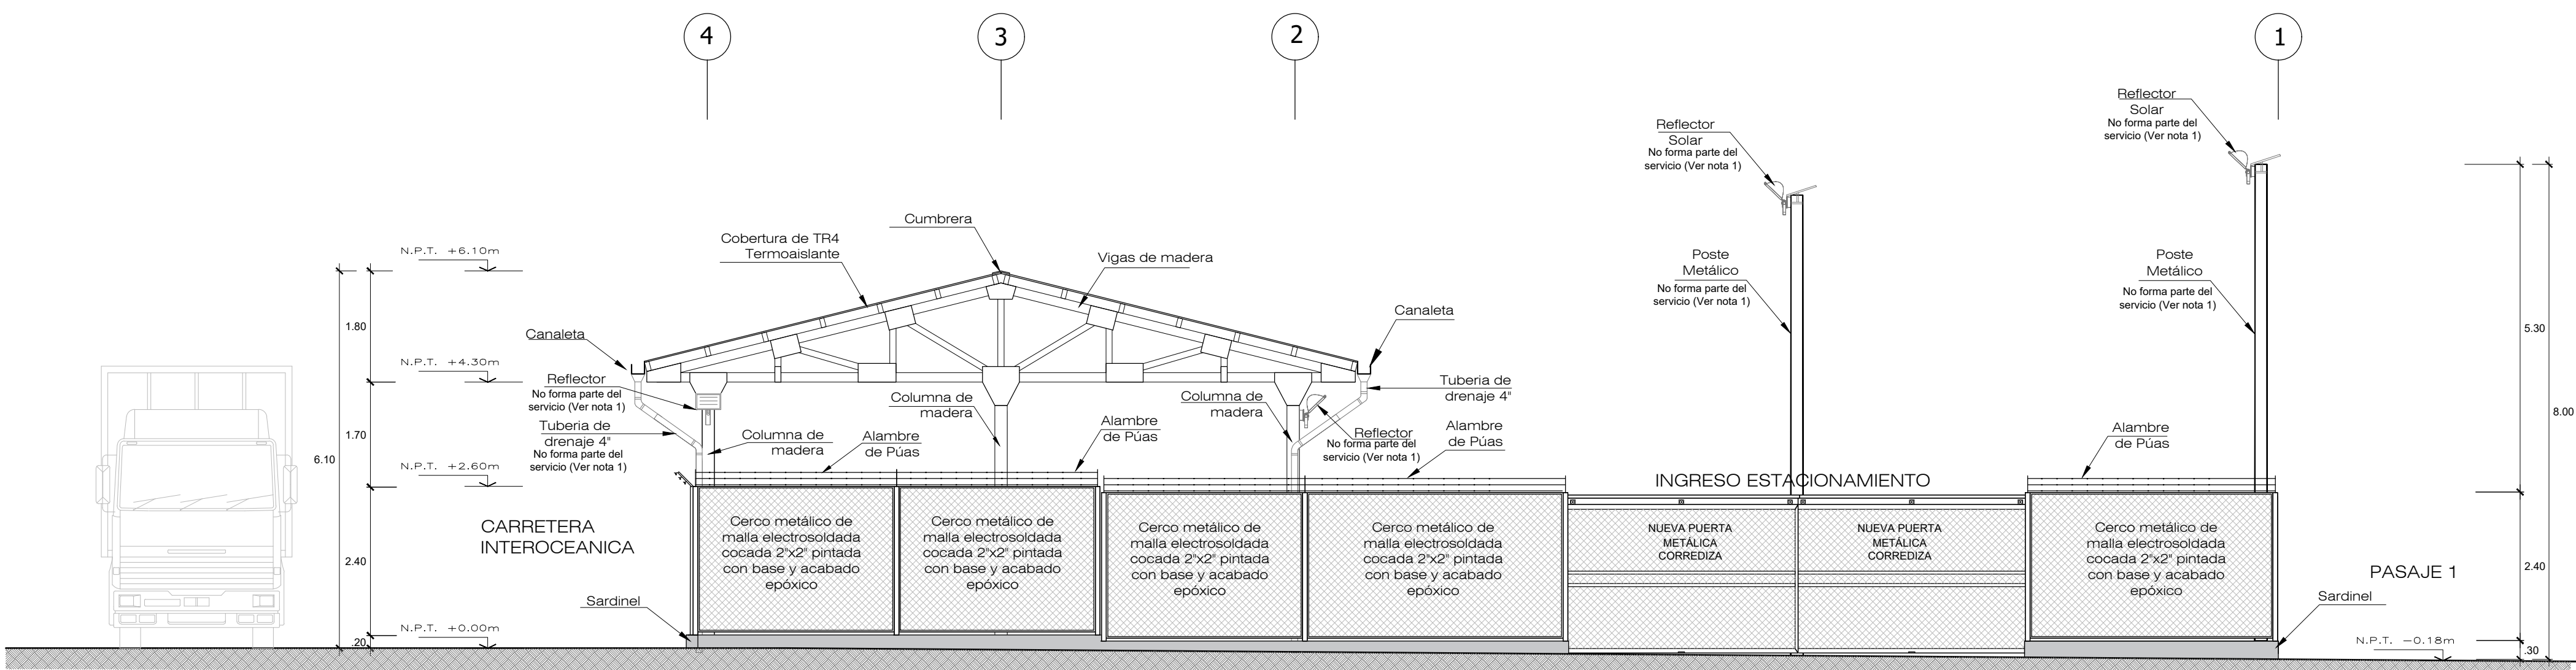 4
3
2
1
Reflector
Solar
No forma parte del
servicio (Ver nota 1)
Reflector
Solar
No forma parte del
servicio (Ver nota 1)
Cumbrera
Cobertura de TR4
Termoaislante
Vigas de madera
N.P.T. +6.10m
Poste
Metálico
No forma parte del
servicio (Ver nota 1)
Poste
Metálico
No forma parte del
servicio (Ver nota 1)
Canaleta
Canaleta
1.80
5.30
N.P.T. +4.30m
Reflector
No forma parte del
servicio (Ver nota 1)
Columna de
madera
Columna de
madera
Tuberia de
drenaje 4"
8.00
Tuberia de
drenaje 4"
No forma parte del
servicio (Ver nota 1)
Columna de
madera
Alambre
de Púas
Alambre
de Púas
Reflector
No forma parte del
servicio (Ver nota 1)
Alambre
de Púas
Alambre
de Púas
1.70
6.10
N.P.T. +2.60m
INGRESO ESTACIONAMIENTO
CARRETERA
INTEROCEANICA
Cerco metálico de
malla electrosoldada
cocada 2"x2" pintada
con base y acabado
epóxico
Cerco metálico de
malla electrosoldada
cocada 2"x2" pintada
con base y acabado
epóxico
Cerco metálico de
malla electrosoldada
cocada 2"x2" pintada
con base y acabado
epóxico
Cerco metálico de
malla electrosoldada
cocada 2"x2" pintada
con base y acabado
epóxico
NUEVA PUERTA
METÁLICA
CORREDIZA
NUEVA PUERTA
METÁLICA
CORREDIZA
Cerco metálico de
malla electrosoldada
cocada 2"x2" pintada
con base y acabado
epóxico
2.40
2.40
PASAJE 1
Sardinel
Sardinel
N.P.T. +0.00m
.20
N.P.T. -0.18m
.30